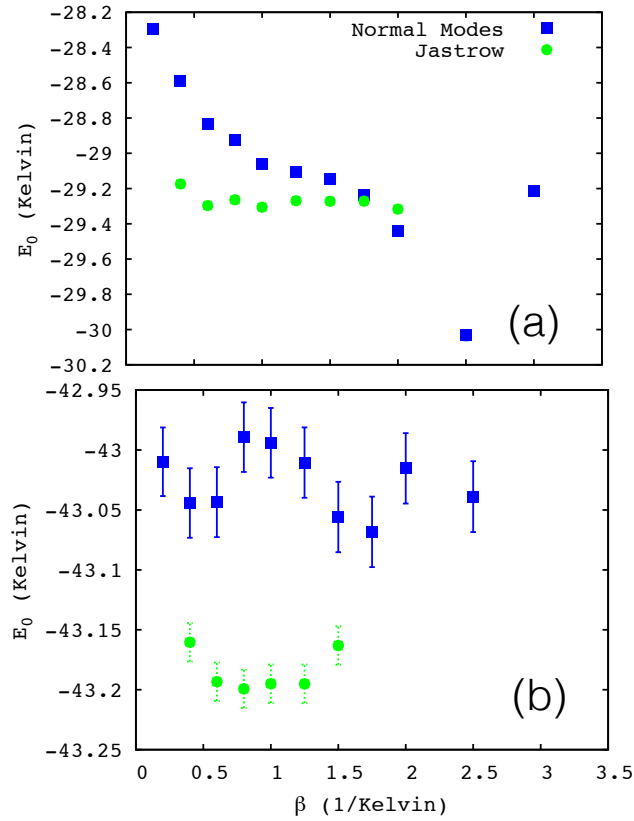 -28.2
Normal Modes
-28.4
Jastrow
-28.6
-28.8
-29
-29.2
-29.4
-29.6
-29.8
-30
-30.2
E₀ (Kelvin)
(a)
-42.95
-43
-43.05
-43.1
-43.15
-43.2
-43.25
E₀ (Kelvin)
(b)
0 0.5 1 1.5 2 2.5 3 3.5
β (1/Kelvin)